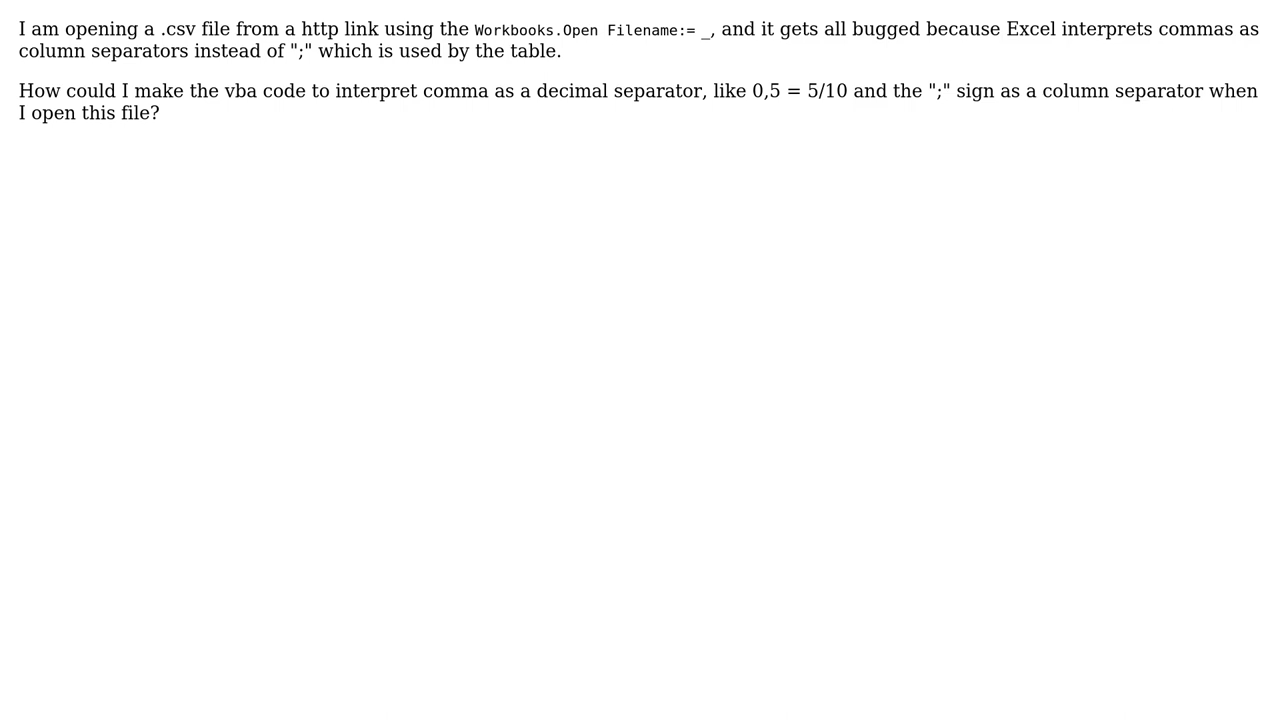 I am opening a .csv file from a http link using the Workbooks.Open Filename:= _, and it gets all bugged because Excel interprets commas as
column separators instead of ";" which is used by the table.
How could I make the vba code to interpret comma as a decimal separator, like 0,5 = 5/10 and the ";" sign as a column separator when
I open this file?